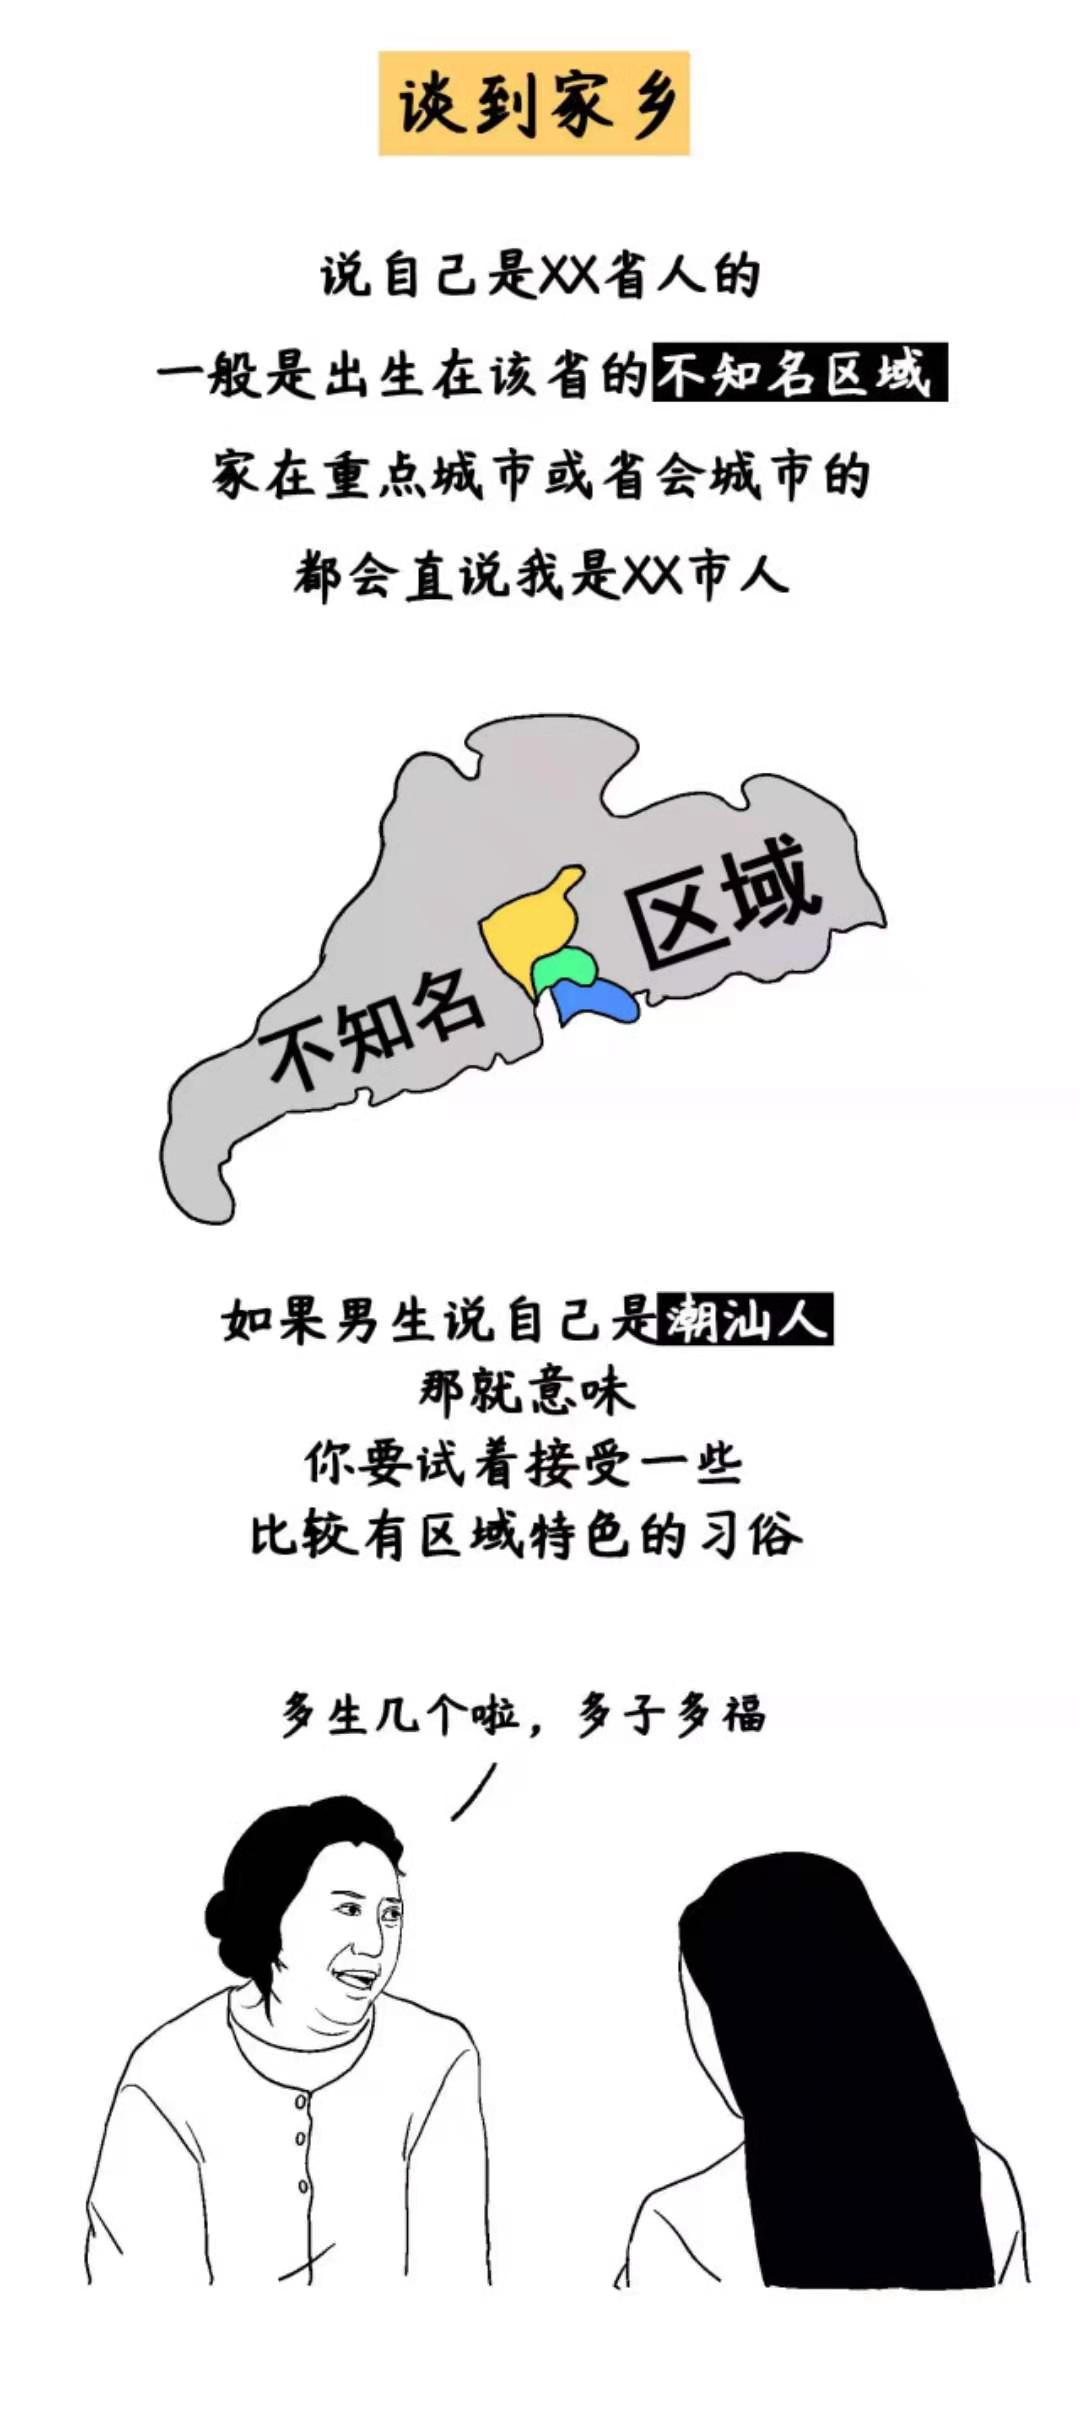 谈到家乡
说自己是XX省人的
一般是出生在该省的不知名区域
家在重点城市或省会城市的
都会直说我是XX市人
不知名
区域
如果男生说自己是潮汕人
那就意味
你要试着接受一些
比较有区域特色的习俗
多生几个啦，多子多福